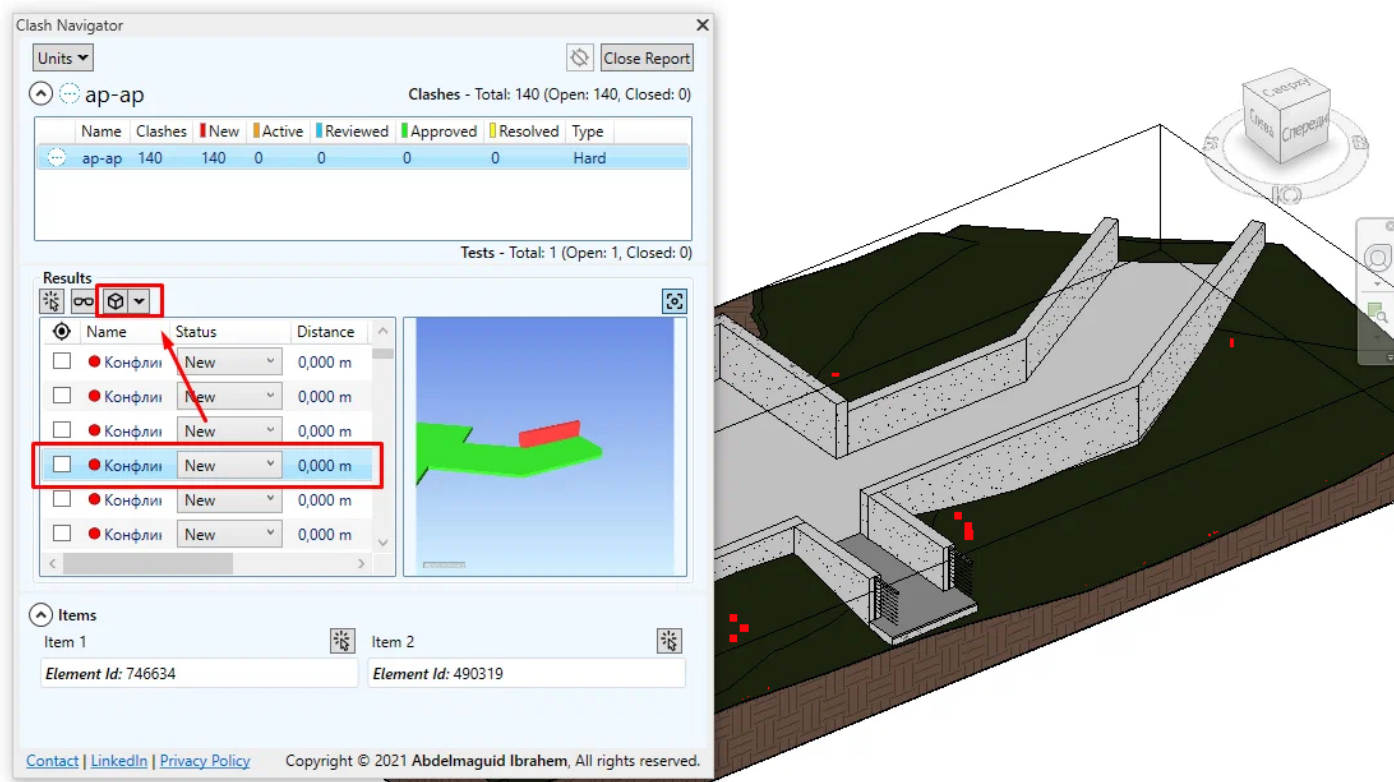 Clash Navigator
Units
Close Report
ap-ap
Clashes - Total: 140 (Open: 140, Closed: 0)
Name Clashes New Active Reviewed Approved Resolved Type
ap-ap 140 140 0 0 0 0 Hard
Tests - Total: 1 (Open: 1, Closed: 0)
Results
Name Status Distance
Конфли New 0,000 m
Конфли New 0,000 m
Конфли New 0,000 m
Конфли New 0,000 m
Конфли New 0,000 m
Конфли New 0,000 m
Items
Item 1 Item 2
Element Id: 746634 Element Id: 490319
Contact | LinkedIn | Privacy Policy Copyright © 2021 Abdelmaguid Ibrahem, All rights reserved.
Сверху
Слева Спереди
Ю